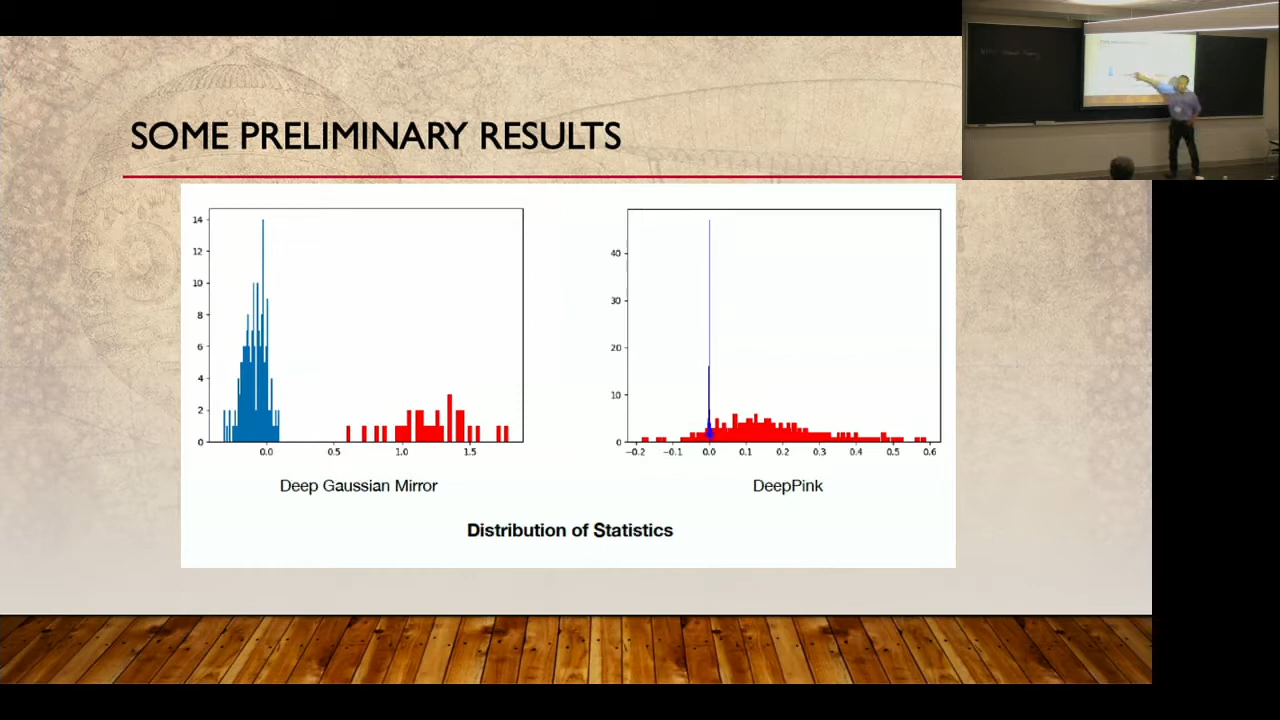 SOME PRELIMINARY RESULTS
14
12
10
8
6
4
2
0
0.0 0.5 1.0 1.5
Deep Gaussian Mirror
40
30
20
10
0
−0.2 −0.1 0.0 0.1 0.2 0.3 0.4 0.5 0.6
DeepPink
Distribution of Statistics